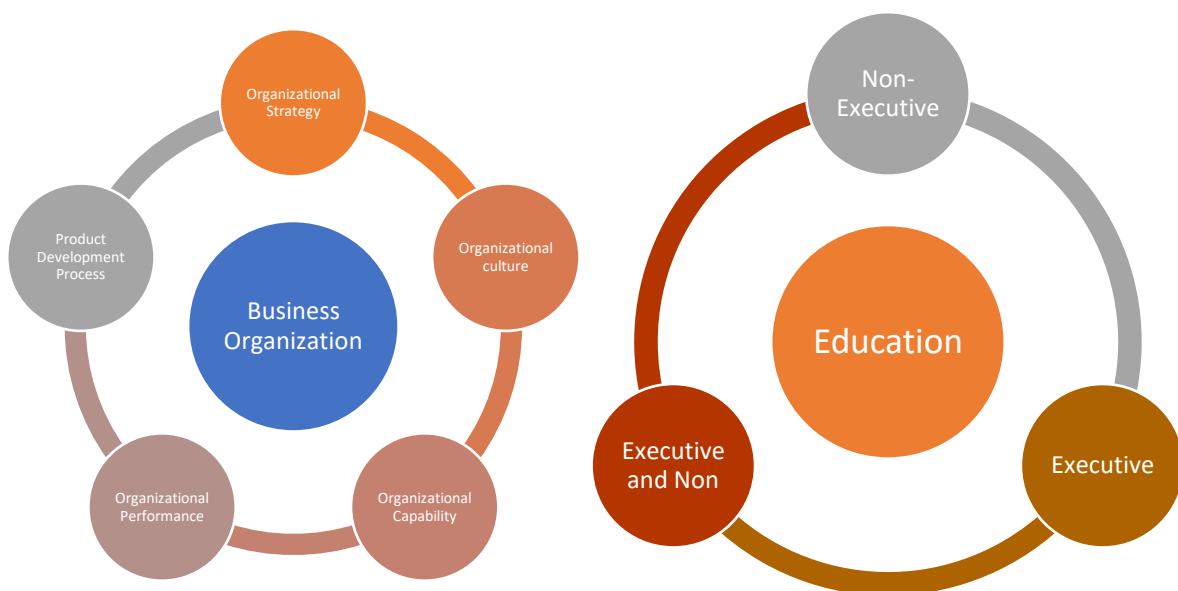 Organizational
Strategy
Organizational
culture
Organizational
Capability
Organizational
Performance
Product
Development
Process
Business
Organization
Non-
Executive
Executive
Executive
and Non
Education